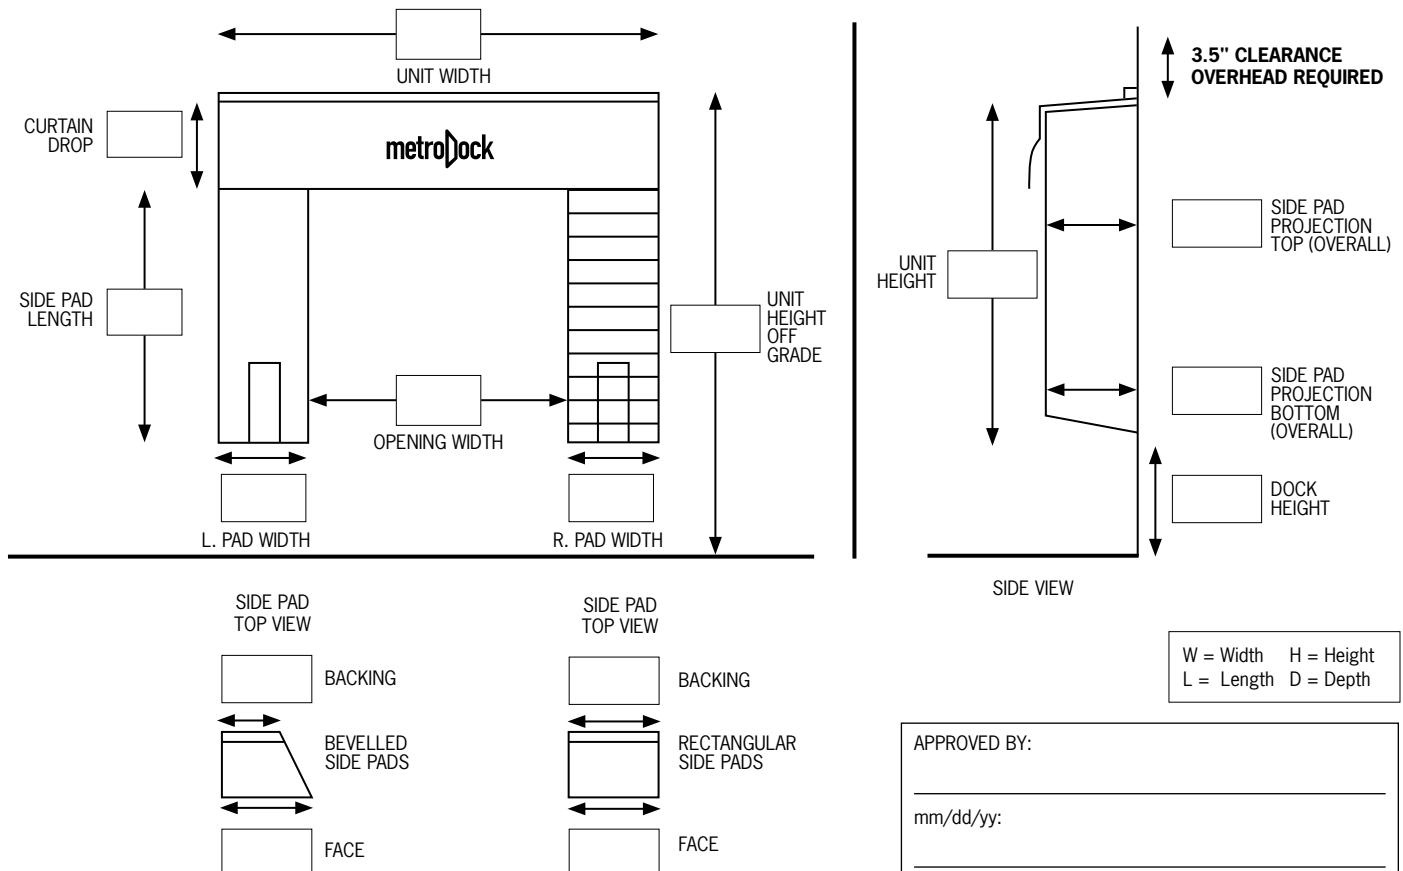 UNIT WIDTH
CURTAIN
DROP
metroDock
SIDE PAD
LENGTH
UNIT
HEIGHT
OFF
GRADE
OPENING WIDTH
L. PAD WIDTH
R. PAD WIDTH
3.5" CLEARANCE
OVERHEAD REQUIRED
SIDE PAD
PROJECTION
TOP (OVERALL)
UNIT
HEIGHT
SIDE PAD
PROJECTION
BOTTOM
(OVERALL)
DOCK
HEIGHT
SIDE VIEW
SIDE PAD
TOP VIEW
BACKING
BEVELLED
SIDE PADS
FACE
SIDE PAD
TOP VIEW
BACKING
RECTANGULAR
SIDE PADS
FACE
W = Width H = Height
L = Length D = Depth
APPROVED BY:
mm/dd/yy: